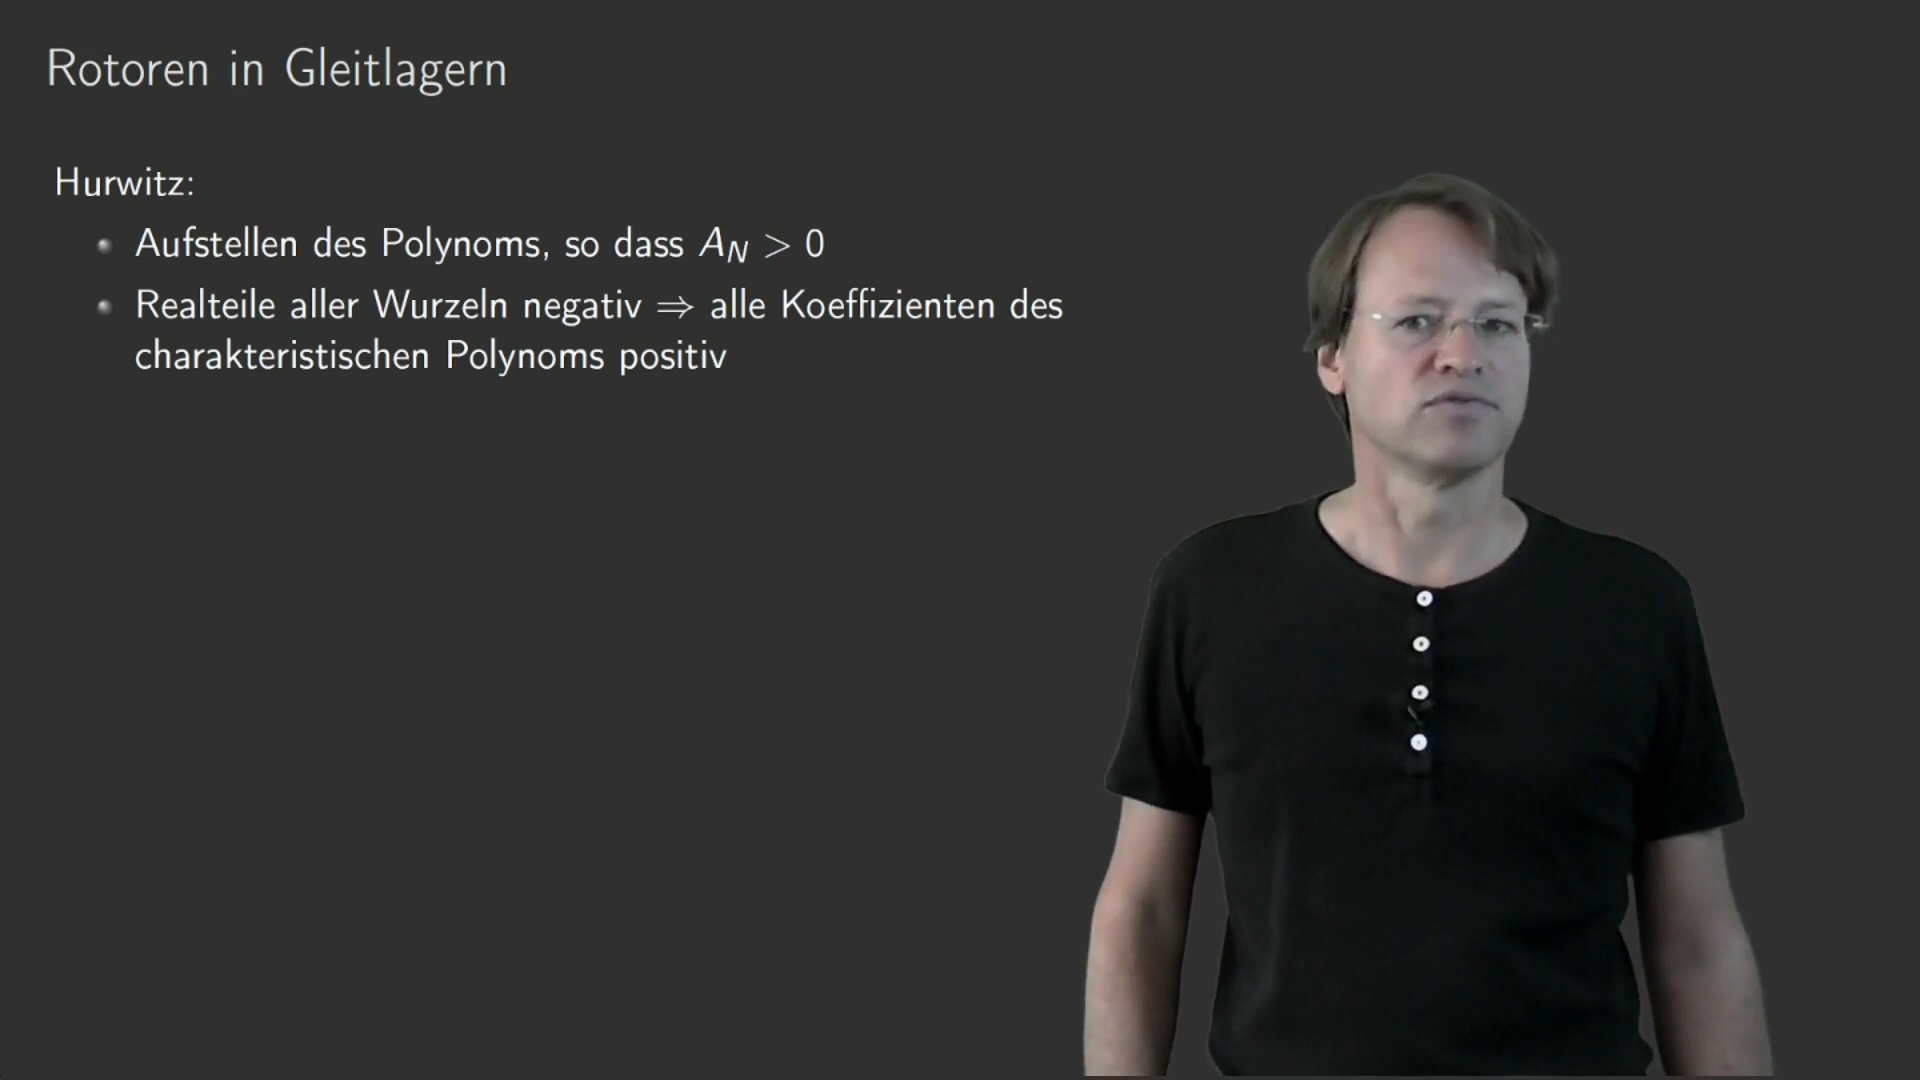 Rotoren in Gleitlagern
Hurwitz:
Aufstellen des Polynoms, so dass A_N > 0
Realteile aller Wurzeln negativ ⇒ alle Koeffizienten des
charakteristischen Polynoms positiv